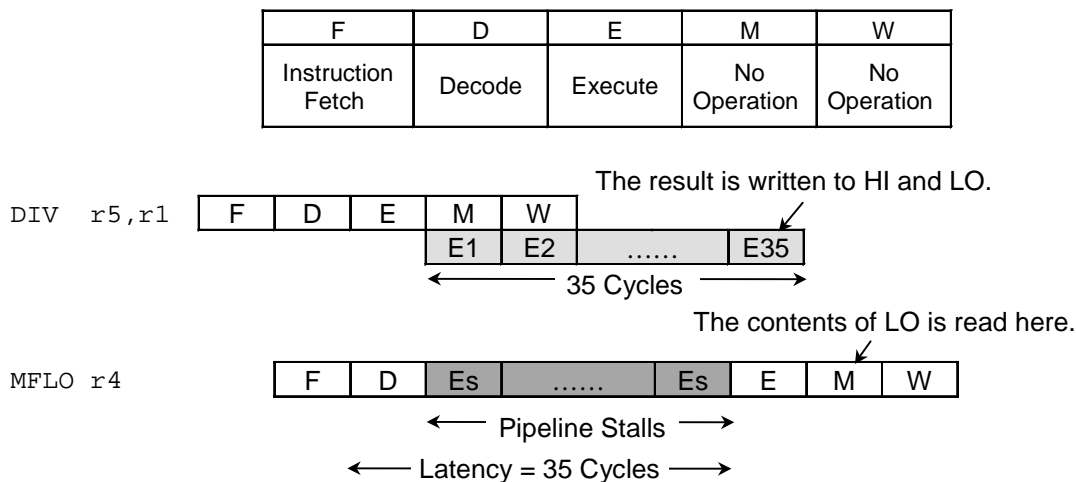 F D E M W
Instruction Fetch Decode Execute No Operation No Operation
The result is written to HI and LO.
DIV r5,r1 F D E M W
E1 E2 …… E35
35 Cycles
The contents of LO is read here.
MFLO r4 F D Es …… Es E M W
Pipeline Stalls
Latency = 35 Cycles